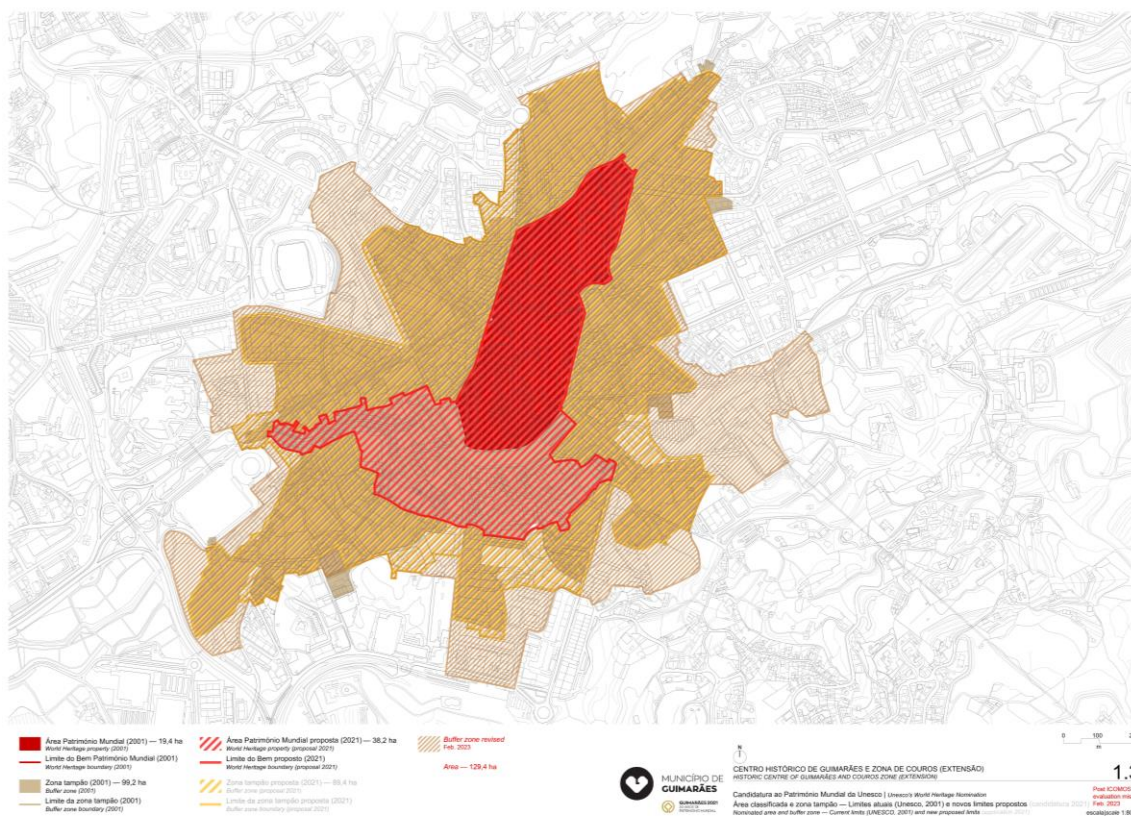 Área Património Mundial (2001) — 19,4 ha
World Heritage property (2001)
Limite do Bem Património Mundial (2001)
World Heritage boundary (2001)
Zona tampão (2001) — 99,2 ha
Buffer zone (2001)
Limite da zona tampão (2001)
Buffer zone boundary (2001)
Área Património Mundial proposta (2021) — 38,2 ha
World Heritage property (proposal 2021)
Limite do Bem proposto (2021)
World Heritage boundary (proposal 2021)
Zona tampão proposta (2021) — ha
Buffer zone (proposal 2021)
Limite da zona tampão proposta (2021)
Buffer zone boundary (proposal 2021)
Buffer zone revised
Feb. 2023
Area — 129,4 ha
MUNICÍPIO DE
GUIMARÃES
N
0 100
m
CENTRO HISTÓRICO DE GUIMARÃES E ZONA DE COUROS (EXTENSÃO)
HISTORIC CENTRE OF GUIMARÃES AND COUROS ZONE (EXTENSION)
1.3
Candidatura ao Património Mundial da Unesco | Unesco's World Heritage Nomination
Área classificada e zona tampão — Limites atuais (Unesco, 2001) e novos limites propostos (candidatura 2021)
Nominated area and buffer zone — Current limits (UNESCO, 2001) and new proposed limits
Post ICOMOS
evaluation
Feb. 2023
escala|scale